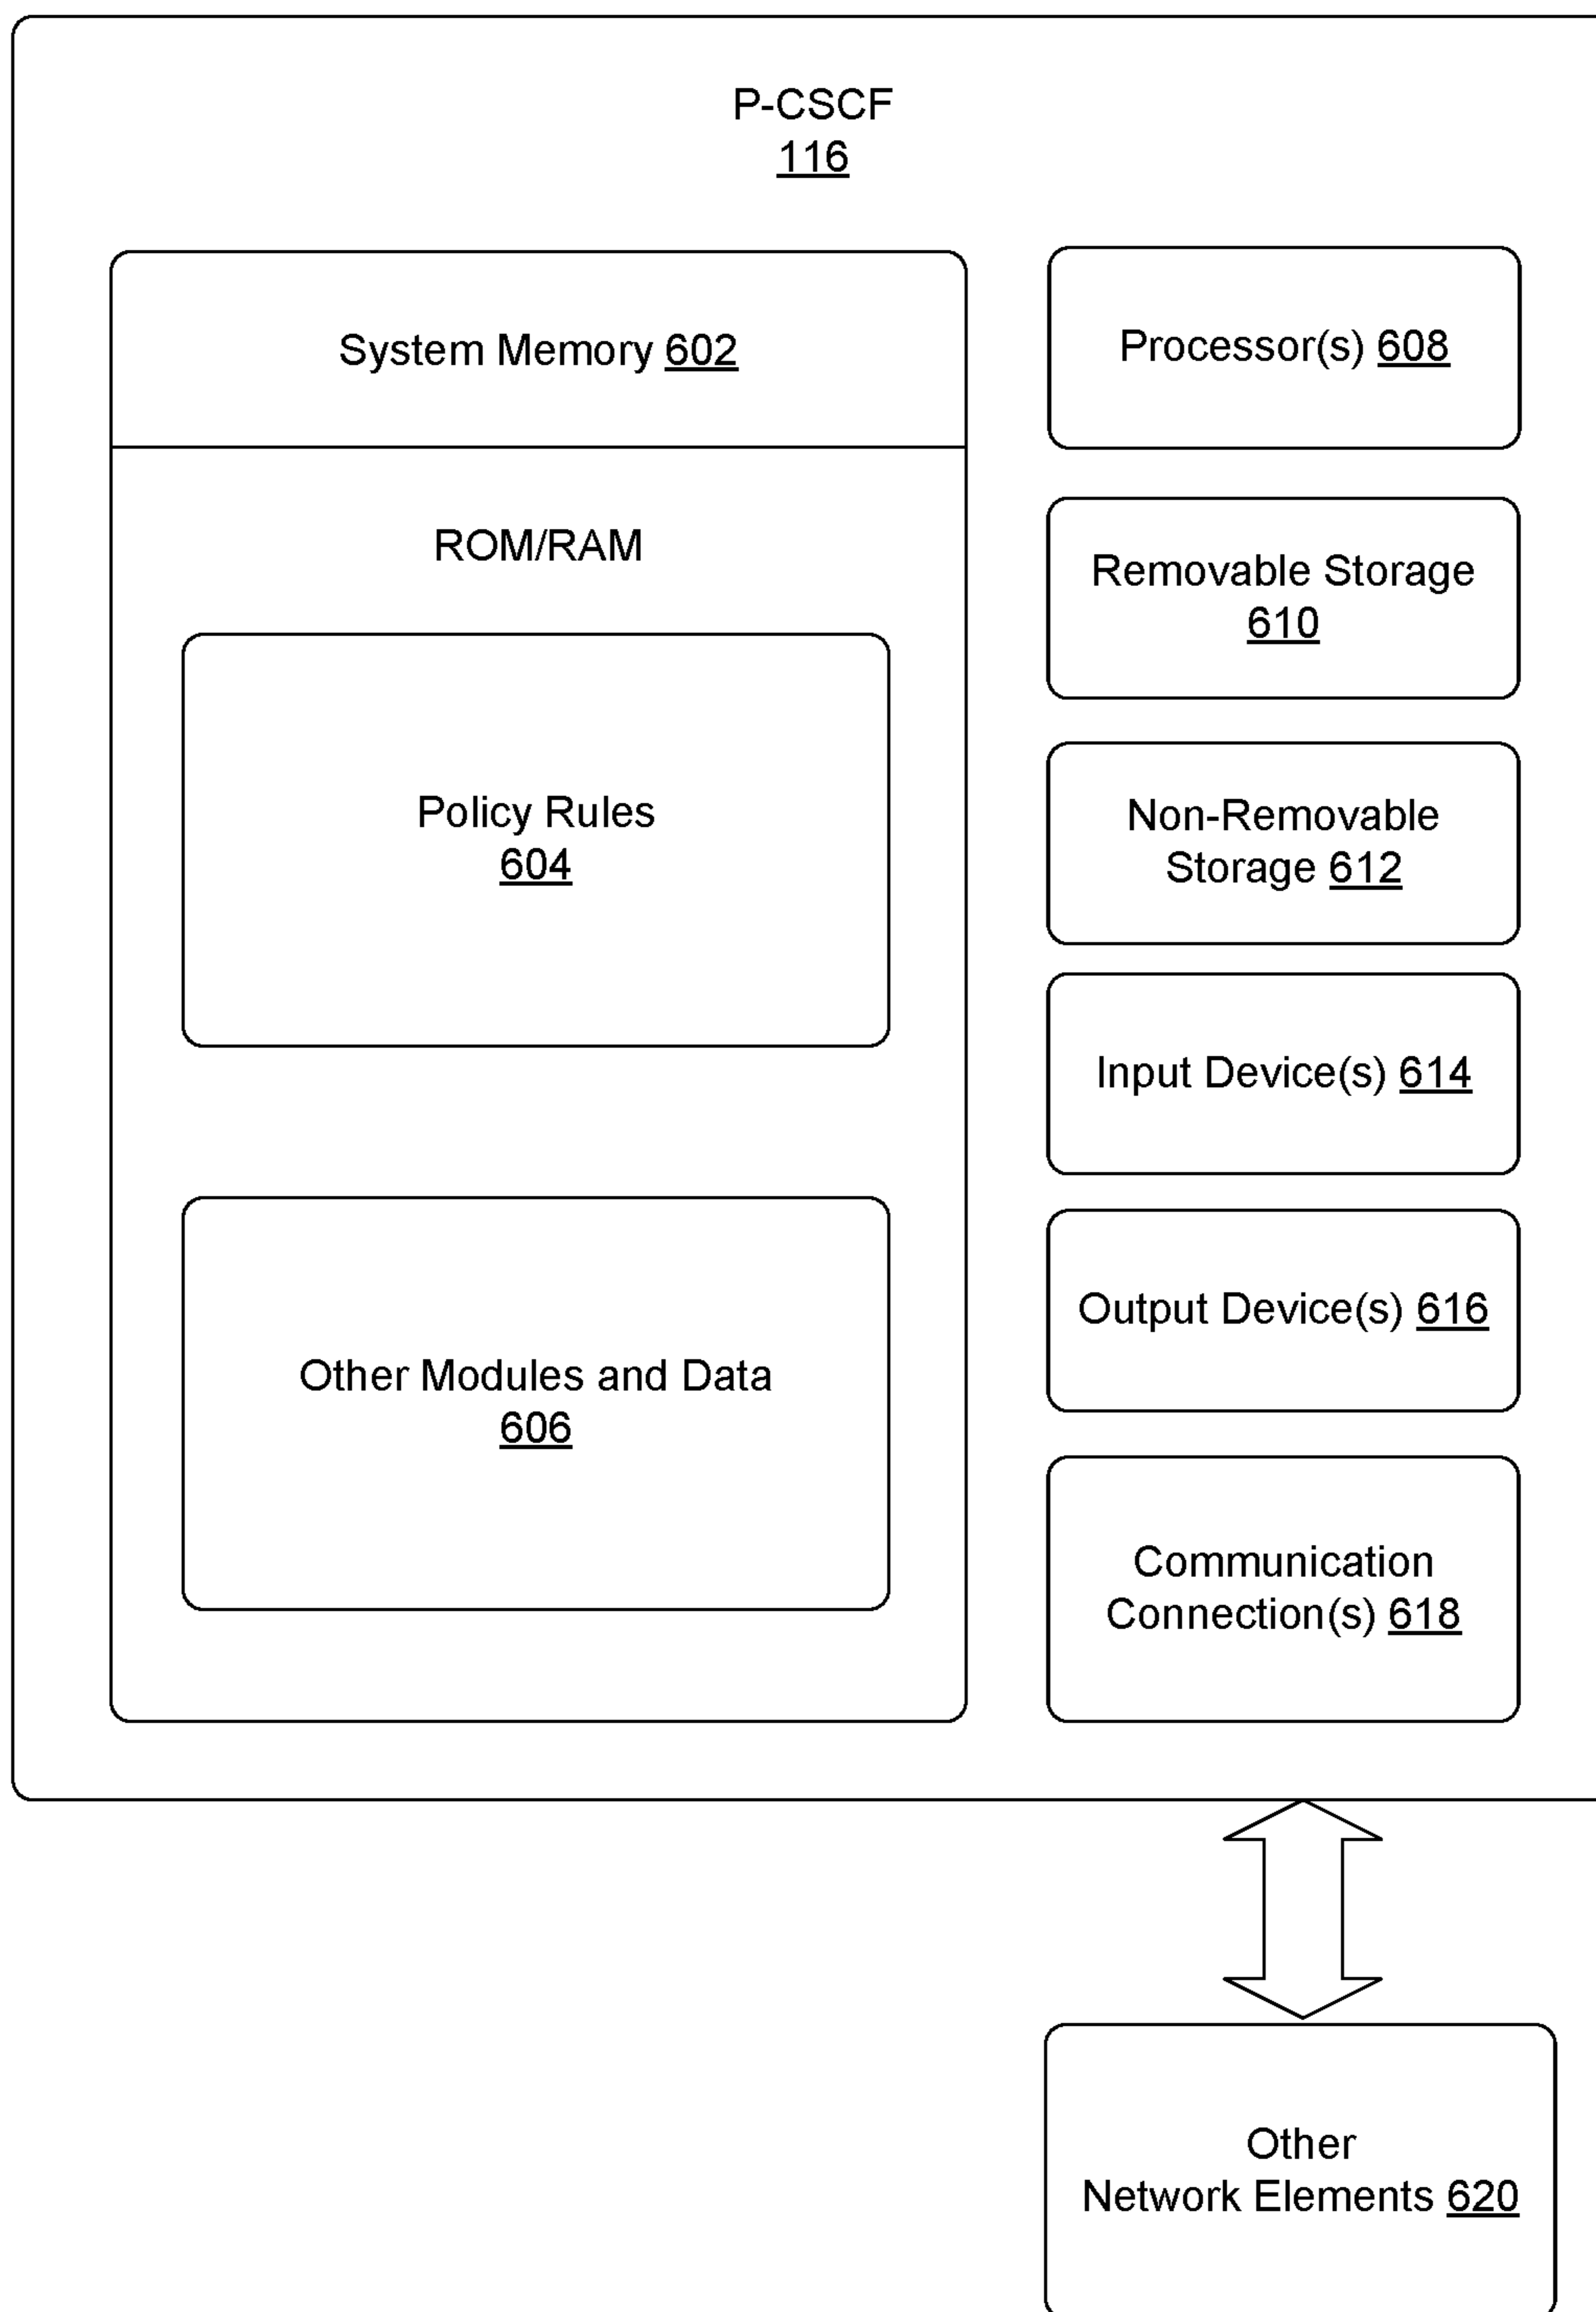 P-CSCF
116
System Memory 602
ROM/RAM
Policy Rules
604
Other Modules and Data
606
Processor(s) 608
Removable Storage
610
Non-Removable
Storage 612
Input Device(s) 614
Output Device(s) 616
Communication
Connection(s) 618
Other
Network Elements 620